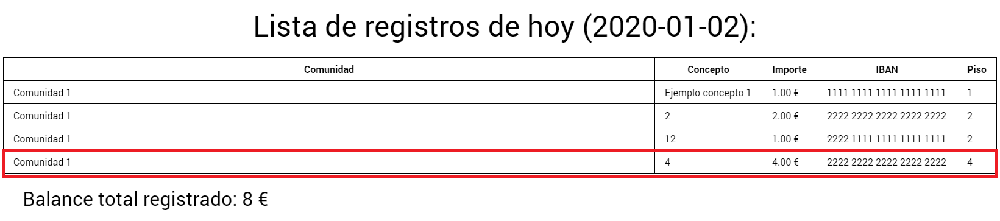 Lista de registros de hoy (2020-01-02):
Comunidad Concepto Importe IBAN Piso
Comunidad 1 Ejemplo concepto 1 1.00 € 1111 1111 1111 1111 1111 1
Comunidad 1 2 2.00 € 2222 2222 2222 2222 2222 2
Comunidad 1 12 1.00 € 2222 1111 1111 1111 1111 2
Comunidad 1 4 4.00 € 2222 2222 2222 2222 2222 4
Balance total registrado: 8 €